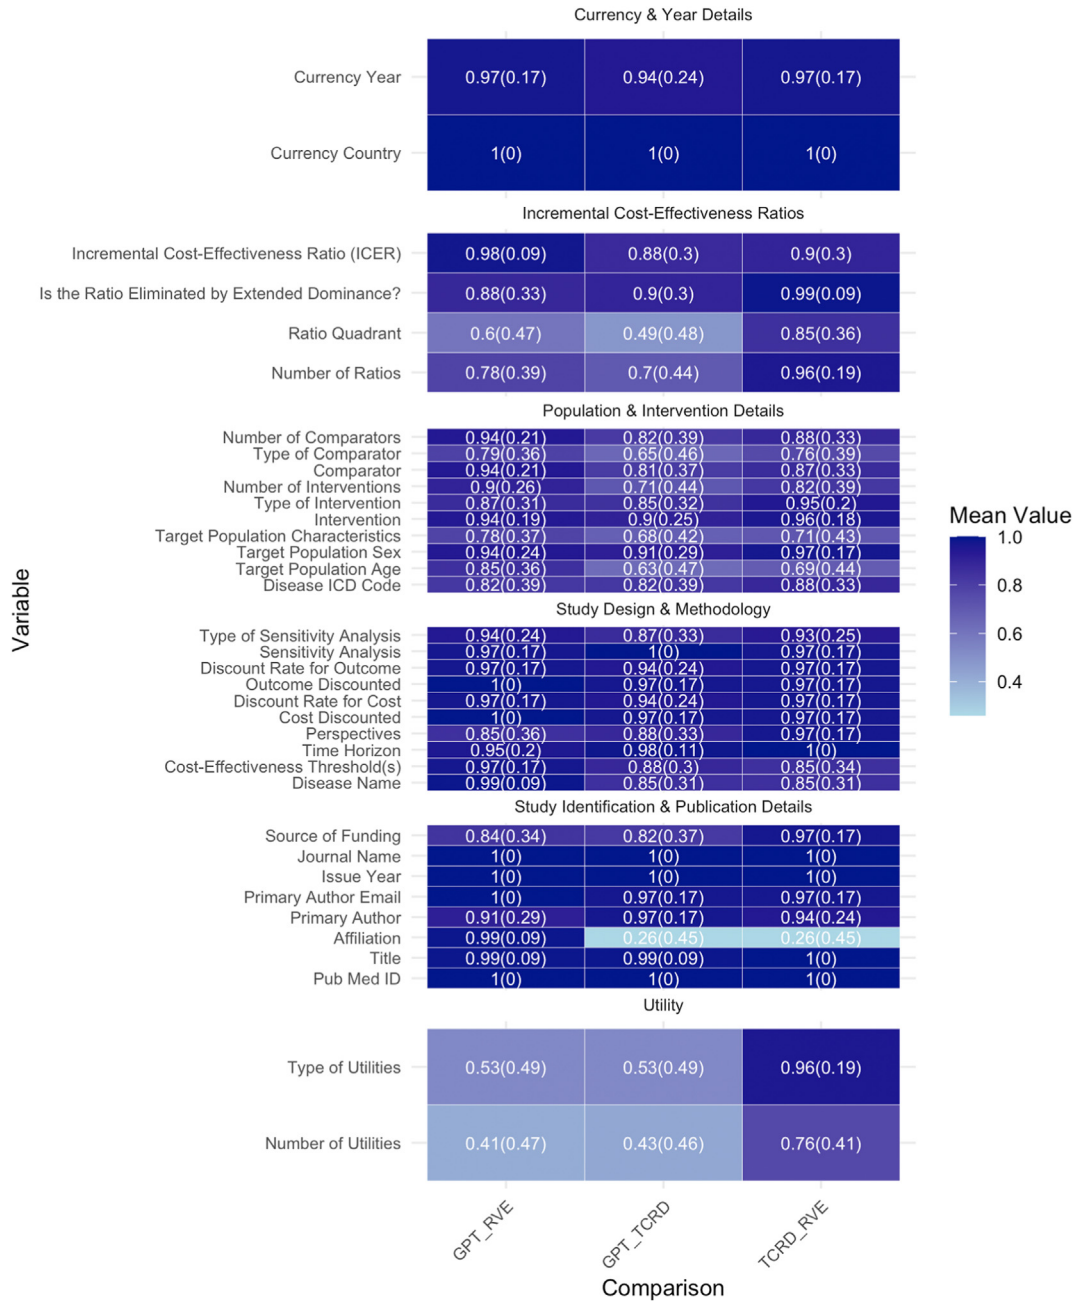 Currency & Year Details
Currency Year 0.97(0.17) 0.94(0.24) 0.97(0.17)
Currency Country 1(0) 1(0) 1(0)
Incremental Cost-Effectiveness Ratios
Incremental Cost-Effectiveness Ratio (ICER) 0.98(0.09) 0.88(0.3) 0.9(0.3)
Is the Ratio Eliminated by Extended Dominance? 0.88(0.33) 0.9(0.3) 0.99(0.09)
Ratio Quadrant 0.6(0.47) 0.49(0.48) 0.85(0.36)
Number of Ratios 0.78(0.39) 0.7(0.44) 0.96(0.19)
Population & Intervention Details
Number of Comparators 0.94(0.21) 0.82(0.39) 0.88(0.33)
Type of Comparator 0.79(0.36) 0.65(0.46) 0.76(0.39)
Comparator 0.94(0.21) 0.81(0.37) 0.87(0.33)
Number of Interventions 0.9(0.26) 0.71(0.44) 0.82(0.39)
Type of Intervention 0.87(0.31) 0.85(0.32) 0.95(0.2)
Intervention 0.94(0.19) 0.9(0.25) 0.96(0.18)
Target Population Characteristics 0.78(0.37) 0.68(0.42) 0.71(0.43)
Target Population Sex 0.94(0.24) 0.91(0.29) 0.97(0.17)
Target Population Age 0.85(0.36) 0.63(0.47) 0.69(0.44)
Disease ICD Code 0.82(0.39) 0.82(0.39) 0.88(0.33)
Study Design & Methodology
Type of Sensitivity Analysis 0.94(0.24) 0.87(0.33) 0.93(0.25)
Sensitivity Analysis 0.97(0.17) 1(0) 0.97(0.17)
Discount Rate for Outcome 0.97(0.17) 0.94(0.24) 0.97(0.17)
Outcome Discounted 1(0) 0.97(0.17) 0.97(0.17)
Discount Rate for Cost 0.97(0.17) 0.94(0.24) 0.97(0.17)
Cost Discounted 1(0) 0.97(0.17) 0.97(0.17)
Perspectives 0.85(0.36) 0.88(0.33) 0.97(0.17)
Time Horizon 0.95(0.2) 0.98(0.11) 1(0)
Cost-Effectiveness Threshold(s) 0.97(0.17) 0.88(0.3) 0.85(0.34)
Disease Name 0.99(0.09) 0.85(0.31) 0.85(0.31)
Study Identification & Publication Details
Source of Funding 0.84(0.34) 0.82(0.37) 0.97(0.17)
Journal Name 1(0) 1(0) 1(0)
Issue Year 1(0) 1(0) 1(0)
Primary Author Email 1(0) 0.97(0.17) 0.97(0.17)
Primary Author 0.91(0.29) 0.97(0.17) 0.94(0.24)
Affiliation 0.99(0.09) 0.26(0.45) 0.26(0.45)
Title 0.99(0.09) 0.99(0.09) 1(0)
Pub Med ID 1(0) 1(0) 1(0)
Utility
Type of Utilities 0.53(0.49) 0.53(0.49) 0.96(0.19)
Number of Utilities 0.41(0.47) 0.43(0.46) 0.76(0.41)
GPT_RVE GPT_TCRD TCRD_RVE
Comparison
Variable
Mean Value
1.0
0.8
0.6
0.4